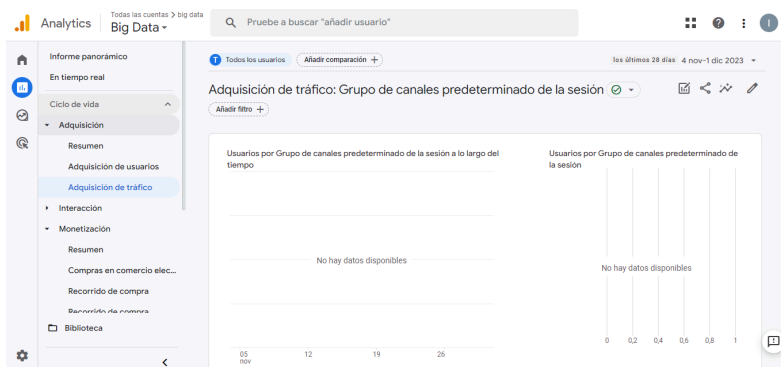 Analytics
Todas las cuentas > big data
Big Data
Pruebe a buscar "añadir usuario"
I
Informe panorámico
En tiempo real
Ciclo de vida
Adquisición
Resumen
Adquisición de usuarios
Adquisición de tráfico
Interacción
Monetización
Resumen
Compras en comercio elec...
Recorrido de compra
Recorrido de compra
Biblioteca
T Todos los usuarios
Añadir comparación +
los últimos 28 días 4 nov-1 dic 2023
Adquisición de tráfico: Grupo de canales predeterminado de la sesión
Añadir filtro +
Usuarios por Grupo de canales predeterminado de la sesión a lo largo del
tiempo
No hay datos disponibles
05
nov
12
19
26
Usuarios por Grupo de canales predeterminado de
la sesión
No hay datos disponibles
0
0,2
0,4
0,6
0,8
1